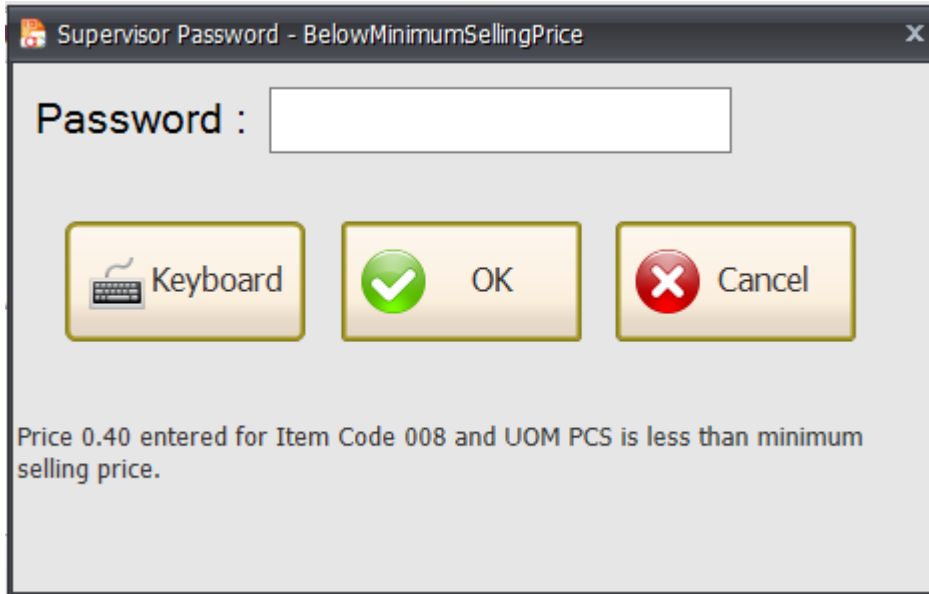 Supervisor Password - BelowMinimumSellingPrice
Password :
Keyboard
OK
Cancel
Price 0.40 entered for Item Code 008 and UOM PCS is less than minimum
selling price.